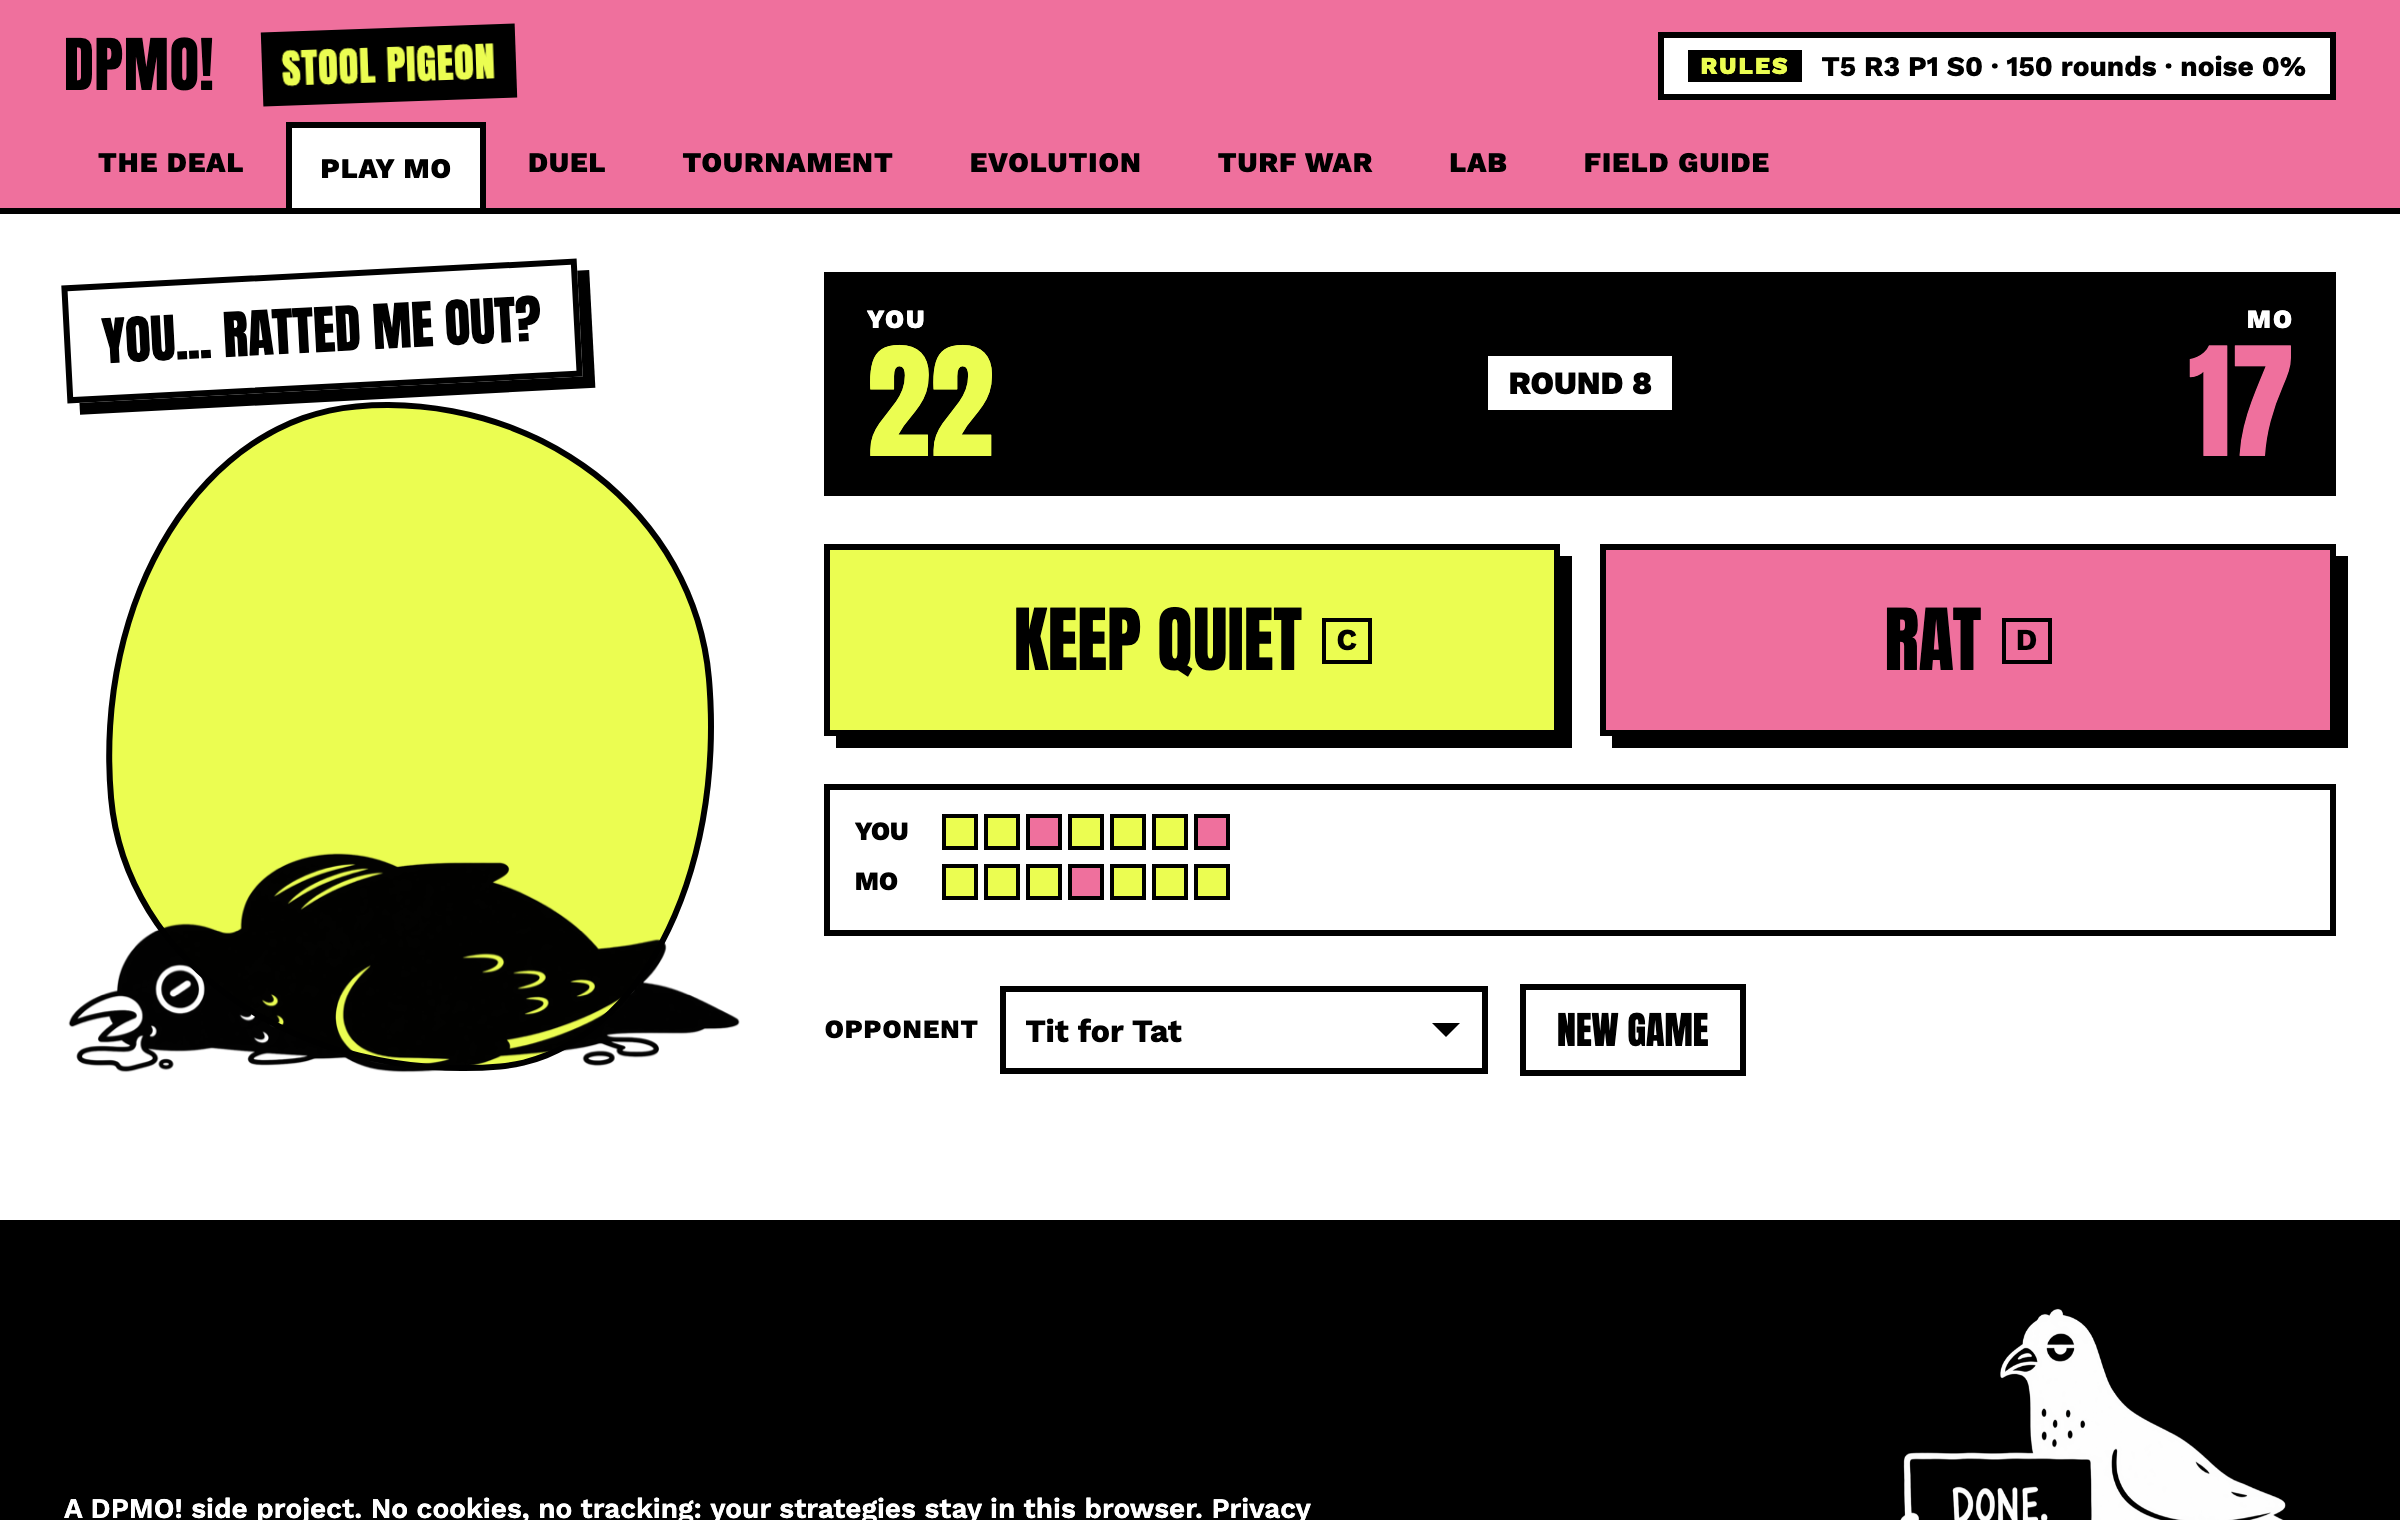 DPMO!
STOOL PIGEON
RULES T5 R3 P1 S0 · 150 rounds · noise 0%
THE DEAL
PLAY MO
DUEL
TOURNAMENT
EVOLUTION
TURF WAR
LAB
FIELD GUIDE
YOU... RATTED ME OUT?
YOU
22
ROUND 8
MO
17
KEEP QUIET C
RAT D
YOU
MO
OPPONENT
Tit for Tat
NEW GAME
A DPMO! side project. No cookies, no tracking: your strategies stay in this browser. Privacy
DONE.